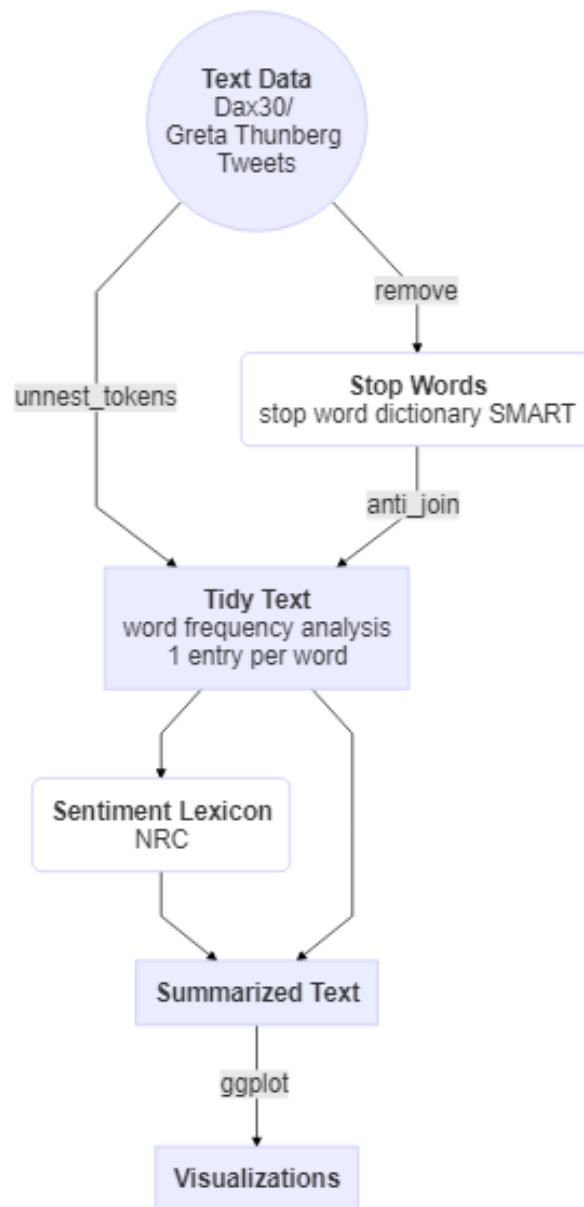 Text Data
Dax30/
Greta Thunberg
Tweets
remove
unnest_tokens
Stop Words
stop word dictionary SMART
anti_join
Tidy Text
word frequency analysis
1 entry per word
Sentiment Lexicon
NRC
Summarized Text
ggplot
Visualizations